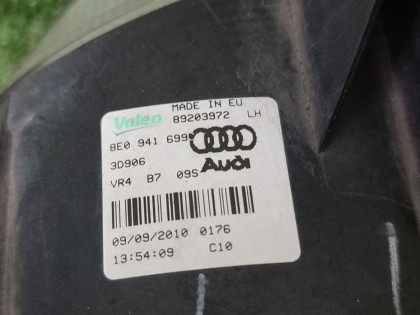 MADE IN EU
Valeo 89203972 LH
8E0 941 699
3D906 Audi
VR4 B7 09S
09/09/2010 0176
13:54:09 C10